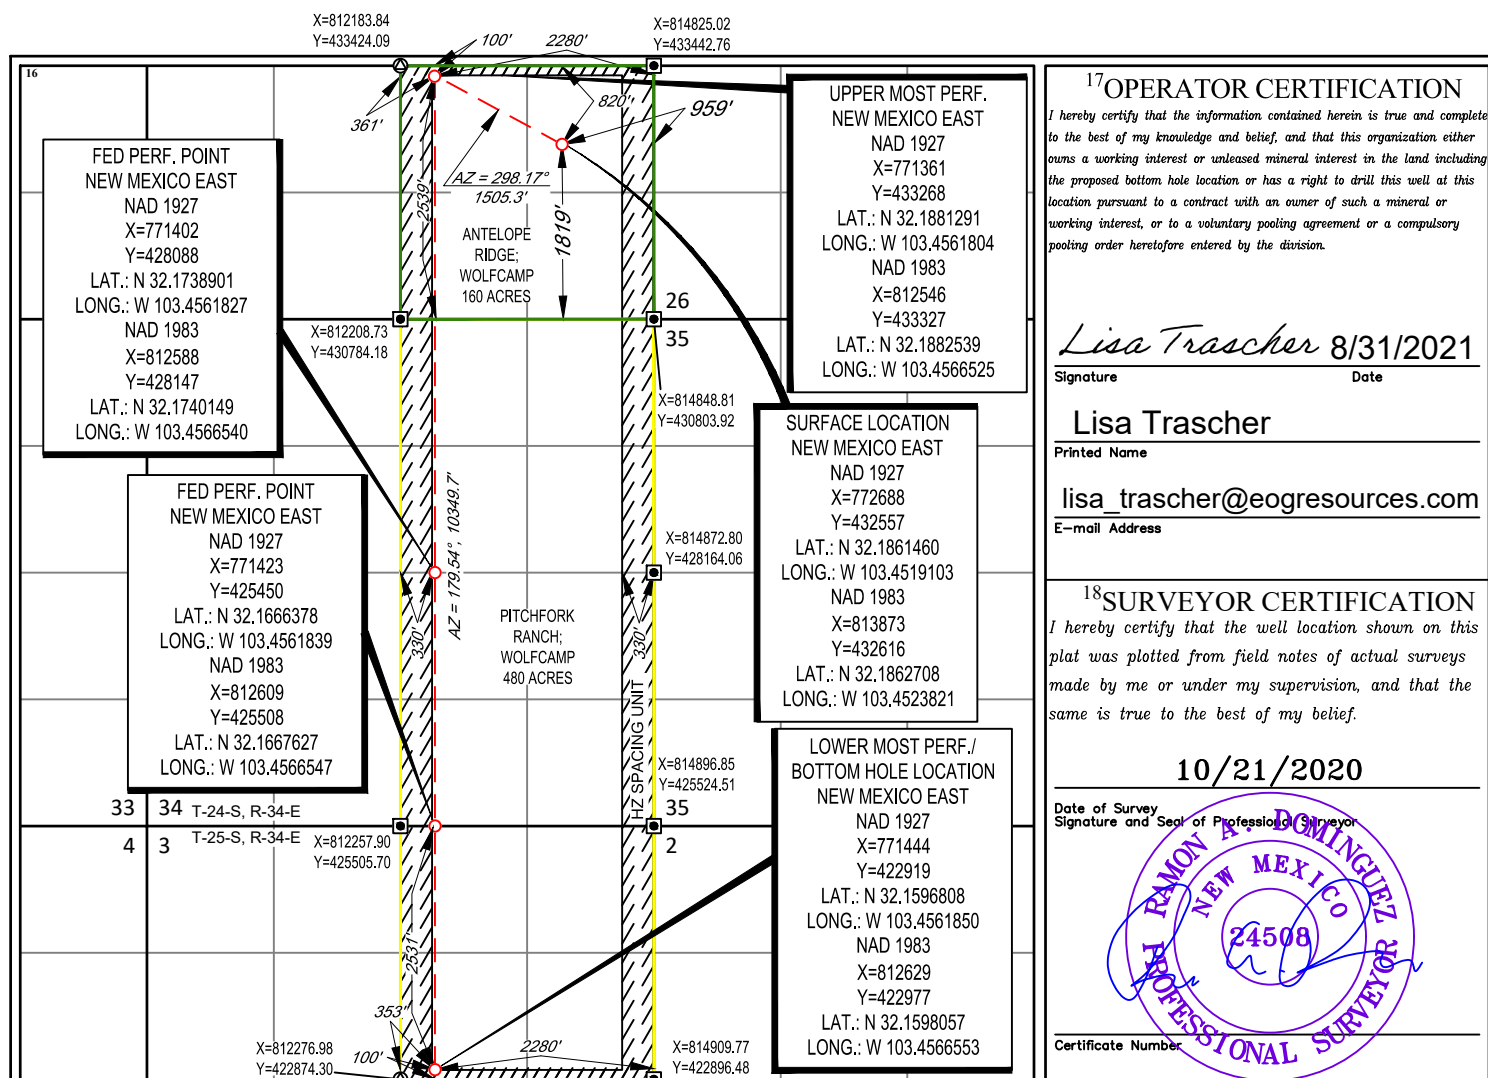 X=812183.84
Y=433424.09
100'
2280'
X=814825.02
Y=433442.76
16
361'
820'
959'
AZ = 298.17°
1505.3'
2539'
1819'
ANTELOPE
RIDGE;
WOLFCAMP
160 ACRES
FED PERF. POINT
NEW MEXICO EAST
NAD 1927
X=771402
Y=428088
LAT.: N 32.1738901
LONG.: W 103.4561827
NAD 1983
X=812588
Y=428147
LAT.: N 32.1740149
LONG.: W 103.4566540
UPPER MOST PERF.
NEW MEXICO EAST
NAD 1927
X=771361
Y=433268
LAT.: N 32.1881291
LONG.: W 103.4561804
NAD 1983
X=812546
Y=433327
LAT.: N 32.1882539
LONG.: W 103.4566525
26
35
X=812208.73
Y=430784.18
X=814848.81
Y=430803.92
SURFACE LOCATION
NEW MEXICO EAST
NAD 1927
X=772688
Y=432557
LAT.: N 32.1861460
LONG.: W 103.4519103
NAD 1983
X=813873
Y=432616
LAT.: N 32.1862708
LONG.: W 103.4523821
FED PERF. POINT
NEW MEXICO EAST
NAD 1927
X=771423
Y=425450
LAT.: N 32.1666378
LONG.: W 103.4561839
NAD 1983
X=812609
Y=425508
LAT.: N 32.1667627
LONG.: W 103.4566547
AZ = 179.54°, 10349.7'
X=814872.80
Y=428164.06
330'
330'
PITCHFORK
RANCH;
WOLFCAMP
480 ACRES
HZ SPACING UNIT
LOWER MOST PERF./
BOTTOM HOLE LOCATION
NEW MEXICO EAST
NAD 1927
X=771444
Y=422919
LAT.: N 32.1596808
LONG.: W 103.4561850
NAD 1983
X=812629
Y=422977
LAT.: N 32.1598057
LONG.: W 103.4566553
X=814896.85
Y=425524.51
33 34 T-24-S, R-34-E
4 3 T-25-S, R-34-E
35
2
X=812257.90
Y=425505.70
2531'
353'
100'
2280'
X=812276.98
Y=422874.30
X=814909.77
Y=422896.48
17OPERATOR CERTIFICATION
I hereby certify that the information contained herein is true and complete
to the best of my knowledge and belief, and that this organization either
owns a working interest or unleased mineral interest in the land including
the proposed bottom hole location or has a right to drill this well at this
location pursuant to a contract with an owner of such a mineral or
working interest, or to a voluntary pooling agreement or a compulsory
pooling order heretofore entered by the division.
Lisa Trascher 8/31/2021
Signature Date
Lisa Trascher
Printed Name
lisa_trascher@eogresources.com
E-mail Address
18SURVEYOR CERTIFICATION
I hereby certify that the well location shown on this
plat was plotted from field notes of actual surveys
made by me or under my supervision, and that the
same is true to the best of my belief.
10/21/2020
Date of Survey
Signature and Seal of Professional Surveyor
RAMON A. DOMINGUEZ
NEW MEXICO
24508
PROFESSIONAL SURVEYOR
Certificate Number